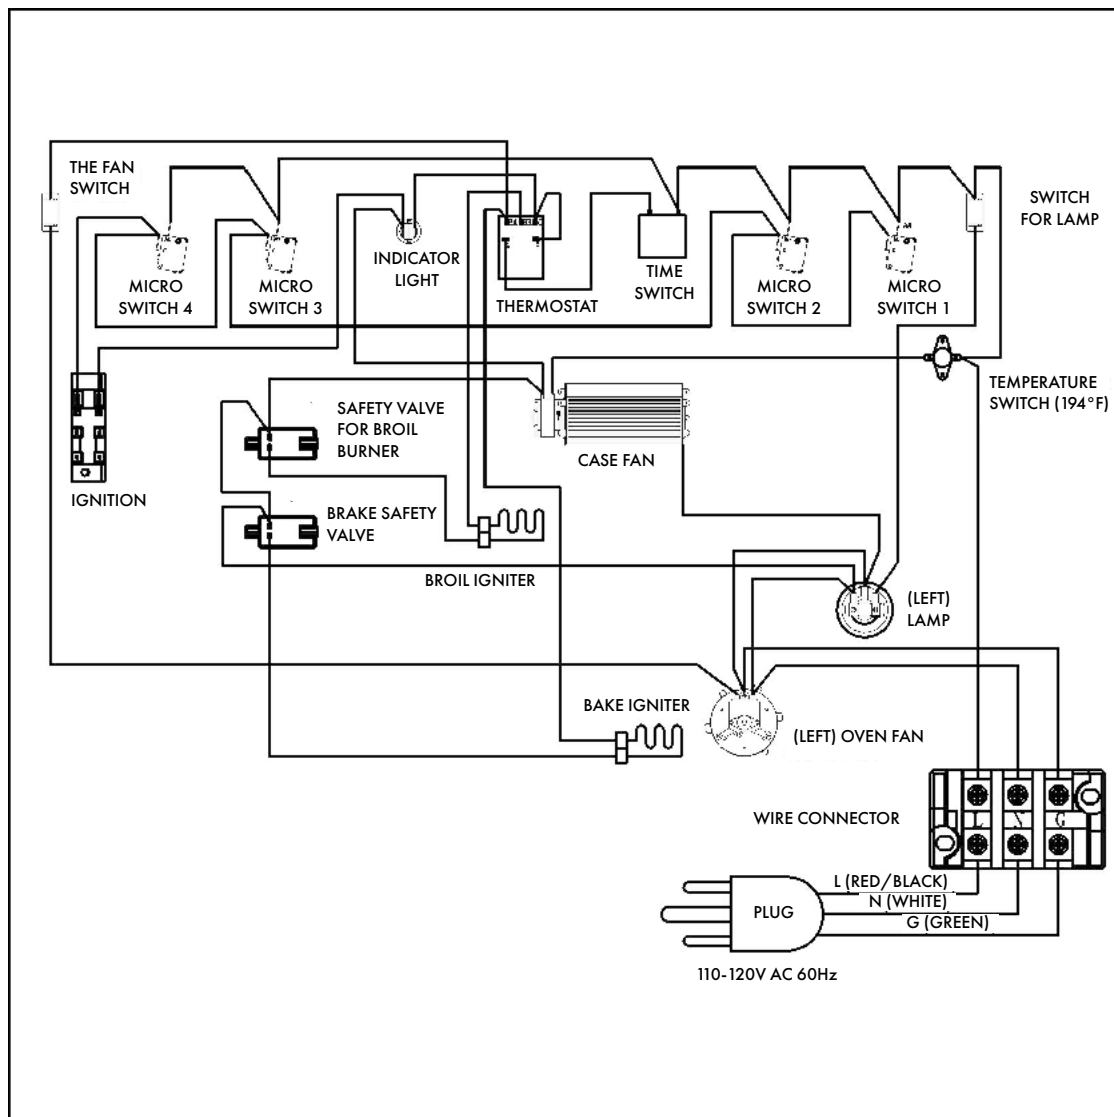 THE FAN
SWITCH
MICRO
SWITCH 4
MICRO
SWITCH 3
INDICATOR
LIGHT
THERMOSTAT
TIME
SWITCH
MICRO
SWITCH 2
MICRO
SWITCH 1
SWITCH
FOR LAMP
TEMPERATURE
SWITCH (194°F)
IGNITION
SAFETY VALVE
FOR BROIL
BURNER
CASE FAN
BRAKE SAFETY
VALVE
BROIL IGNITER
(LEFT)
LAMP
BAKE IGNITER
(LEFT) OVEN FAN
WIRE CONNECTOR
L N G
L (RED/BLACK)
N (WHITE)
G (GREEN)
PLUG
110-120V AC 60Hz